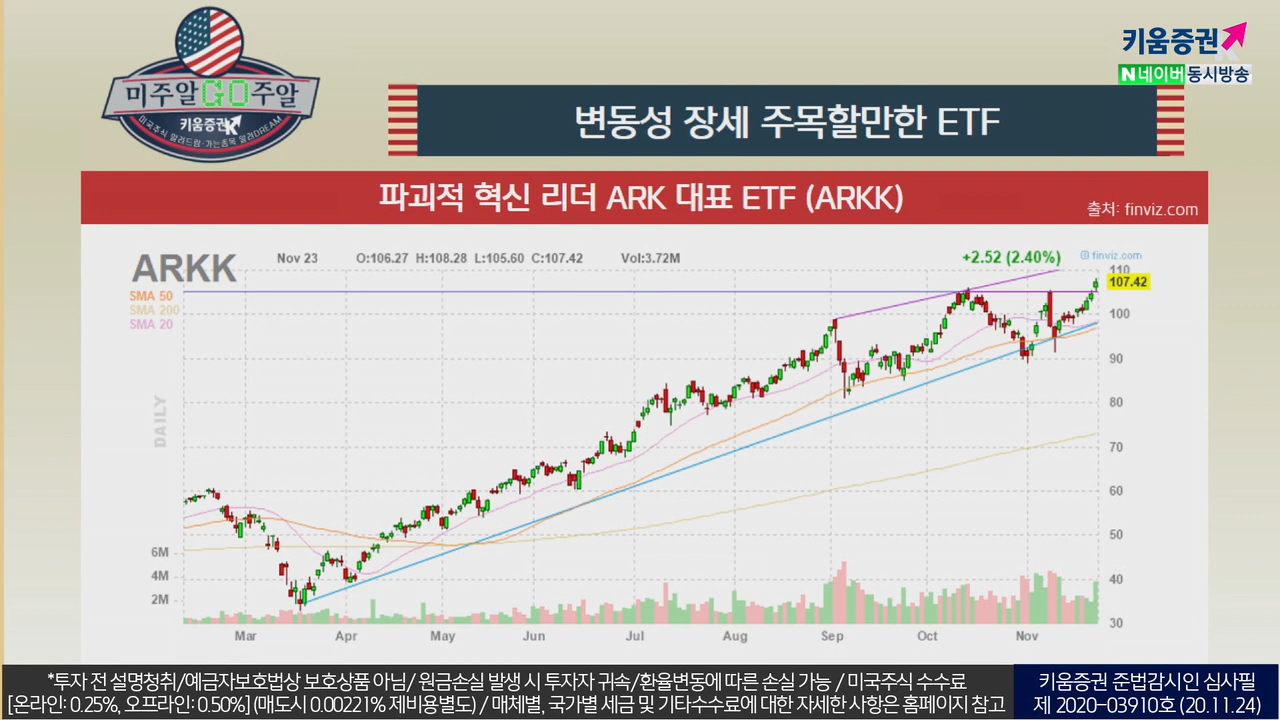 미주알GO주알
키움증권
미국주식 알려드림·가는종목 알려DREAM
키움증권
N 네이버 동시방송
변동성 장세 주목할만한 ETF
파괴적 혁신 리더 ARK 대표 ETF (ARKK)
출처: finviz.com
ARKK
Nov 23 O:106.27 H:108.28 L:105.60 C:107.42 Vol:3.72M
+2.52 (2.40%)
© finviz.com
SMA 50
SMA 200
SMA 20
DAILY
110
107.42
100
90
80
70
60
50
40
30
6M
4M
2M
Mar Apr May Jun Jul Aug Sep Oct Nov
*투자 전 설명청취/예금자보호법상 보호상품 아님/ 원금손실 발생 시 투자자 귀속/환율변동에 따른 손실 가능 / 미국주식 수수료
[온라인: 0.25%, 오프라인: 0.50%] (매도시 0.00221% 제비용별도) / 매체별, 국가별 세금 및 기타수수료에 대한 자세한 사항은 홈페이지 참고
키움증권 준법감시인 심사필
제 2020-03910호 (20.11.24)